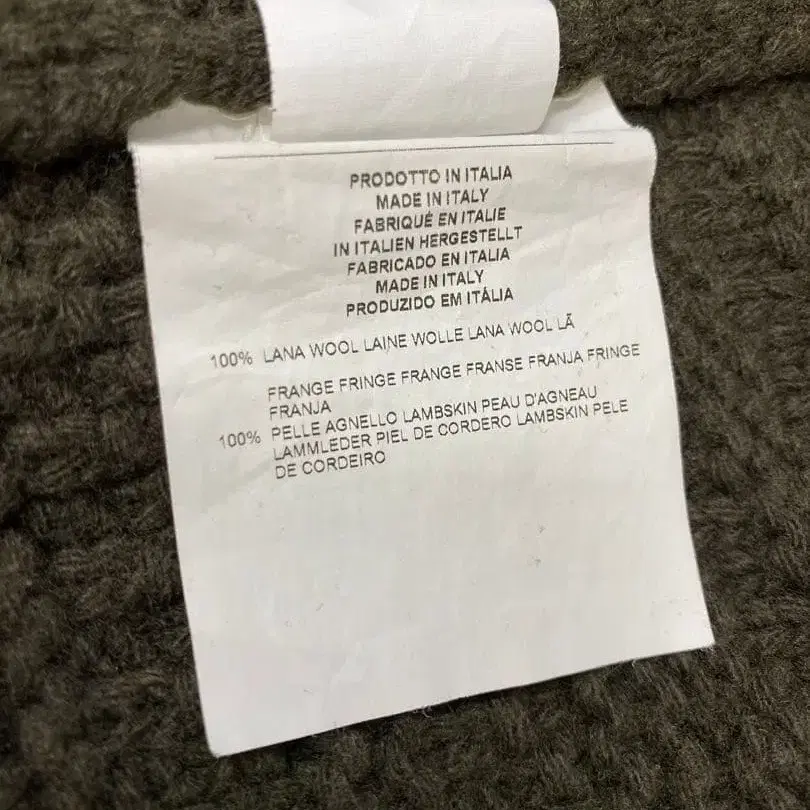 PRODOTTO IN ITALIA
MADE IN ITALY
FABRIQUÉ EN ITALIE
IN ITALIEN HERGESTELLT
FABRICADO EN ITALIA
MADE IN ITALY
PRODUZIDO EM ITÁLIA
100% LANA WOOL LAINE WOLLE LANA WOOL LÃ
FRANGE FRINGE FRANGE FRANSE FRANJA FRINGE
FRANJA
100% PELLE AGNELLO LAMBSKIN PEAU D'AGNEAU
LAMMLEDER PIEL DE CORDERO LAMBSKIN PELE
DE CORDEIRO